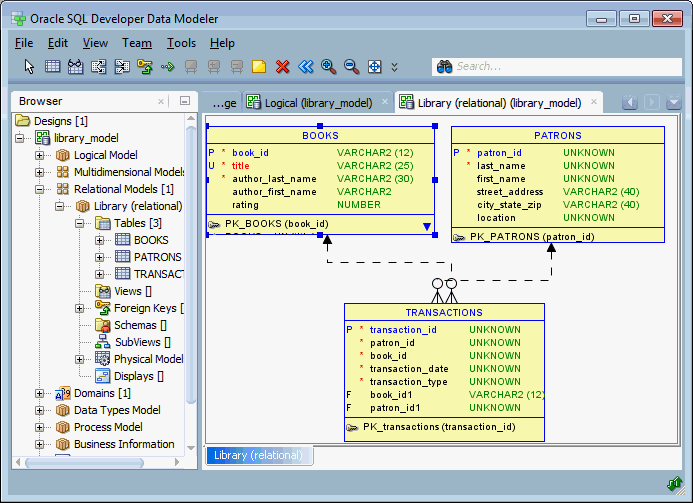 Oracle SQL Developer Data Modeler
File Edit View Team Tools Help
Search
Browser
...ge Logical (library_model) Library (relational) (library_model)
Designs [1]
library_model
Logical Model
Multidimensional Models
Relational Models [1]
Library (relational)
Tables [3]
BOOKS
PATRONS
TRANSACT
Views []
Foreign Keys [
Schemas []
SubViews []
Physical Model
Displays []
Domains [1]
Data Types Model
Process Model
Business Information
BOOKS
P * book_id VARCHAR2 (12)
U * title VARCHAR2 (25)
* author_last_name VARCHAR2 (30)
author_first_name VARCHAR2
rating NUMBER
PK_BOOKS (book_id)
PATRONS
P * patron_id UNKNOWN
* last_name UNKNOWN
first_name UNKNOWN
street_address VARCHAR2 (40)
city_state_zip VARCHAR2 (40)
location UNKNOWN
PK_PATRONS (patron_id)
TRANSACTIONS
P * transaction_id UNKNOWN
* patron_id UNKNOWN
* book_id UNKNOWN
* transaction_date UNKNOWN
* transaction_type UNKNOWN
F book_id1 VARCHAR2 (12)
F patron_id1 UNKNOWN
PK_transactions (transaction_id)
Library (relational)